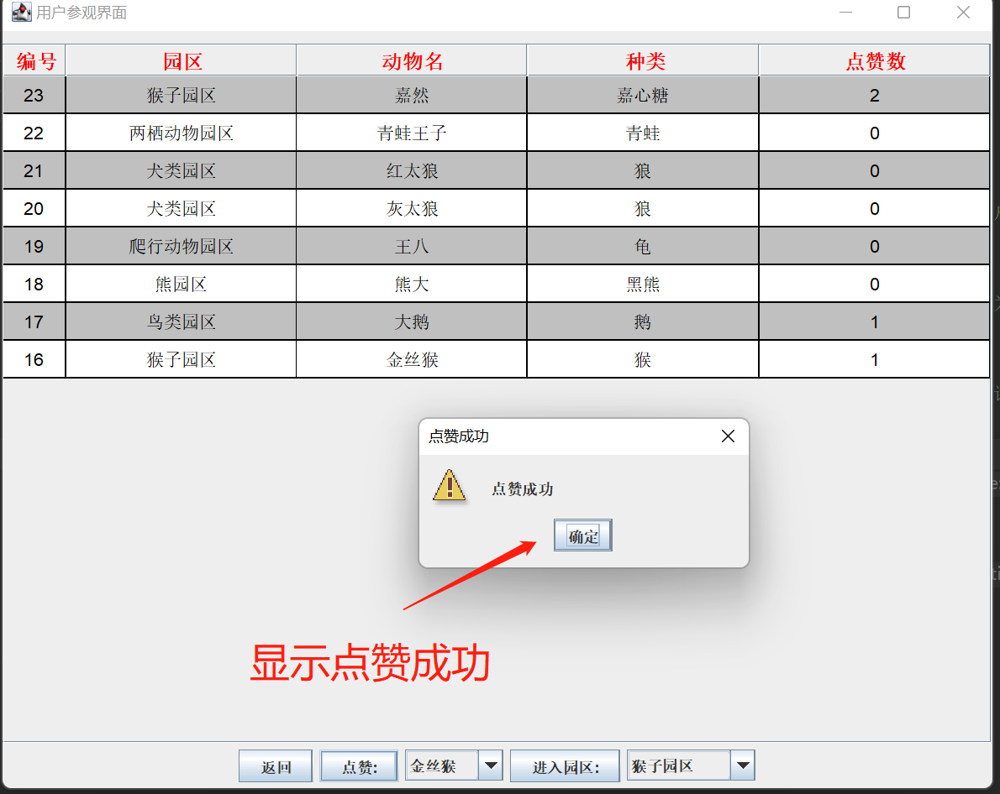 用户参观界面
编号 园区 动物名 种类 点赞数
23 猴子园区 嘉然 嘉心糖 2
22 两栖动物园区 青蛙王子 青蛙 0
21 犬类园区 红太狼 狼 0
20 犬类园区 灰太狼 狼 0
19 爬行动物园区 王八 龟 0
18 熊园区 熊大 黑熊 0
17 鸟类园区 大鹅 鹅 1
16 猴子园区 金丝猴 猴 1
点赞成功
点赞成功
确定
显示点赞成功
返回 点赞: 金丝猴 进入园区: 猴子园区